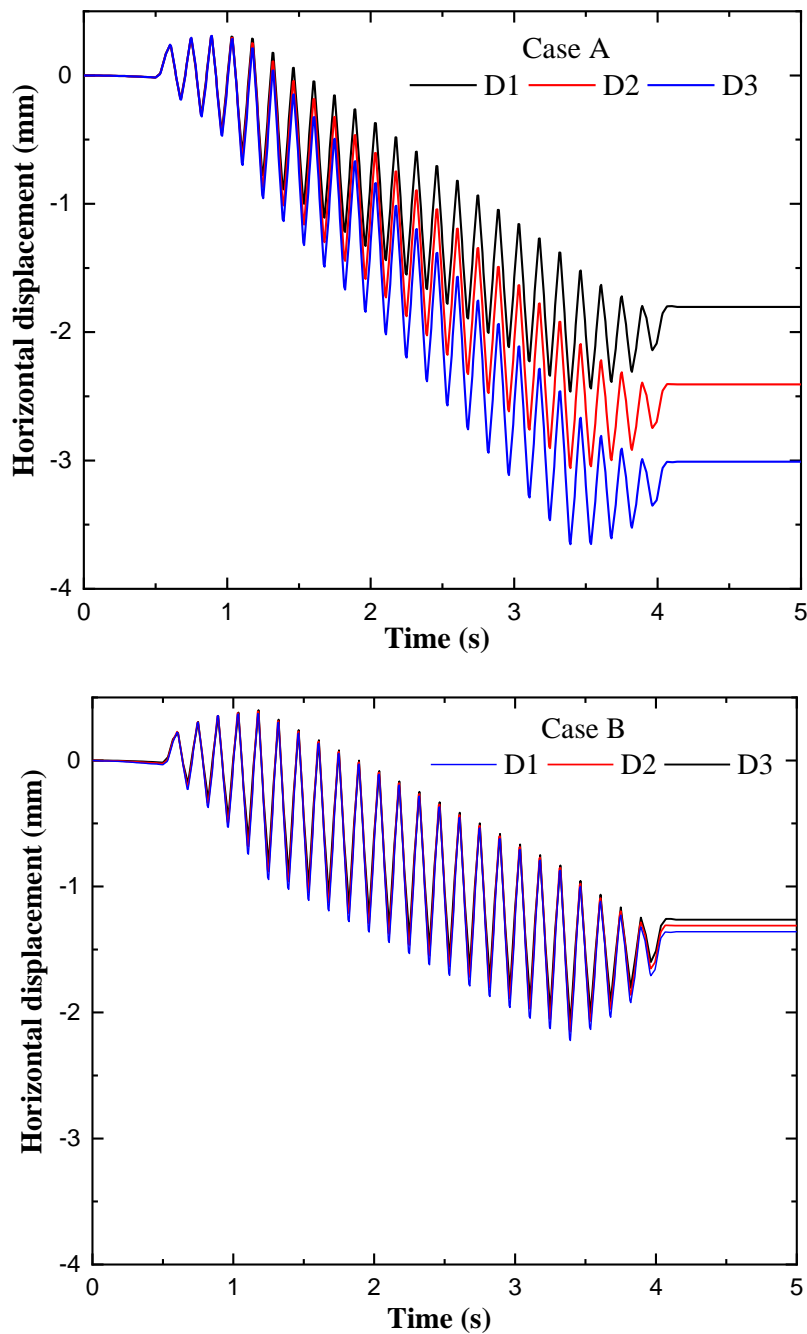 Case A
D1 D2 D3
0
-1
-2
-3
-4
Horizontal displacement (mm)
0 1 2 3 4 5
Time (s)
Case B
D1 D2 D3
0
-1
-2
-3
-4
Horizontal displacement (mm)
0 1 2 3 4 5
Time (s)